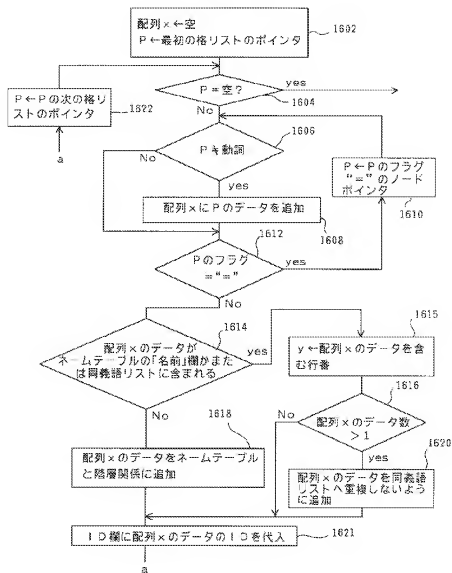 配列x←空
P←最初の格リストのポインタ
1602
P=空?
yes
1604
No
P←Pの次の格リ
ストのポインタ
1622
a
1606
P≠動詞
No
yes
配列xにPのデータを追加
1608
P←Pのフラグ
“=”のノード
ポインタ
1610
1612
Pのフラグ
=“=”
yes
No
1614
配列xのデータが
ネームテーブルの「名前」欄かまた
は同義語リストに含まれる
yes
No
1615
y←配列xのデータを含
む行番
1616
配列xのデータ数
>1
No
yes
1618
配列xのデータをネームテーブル
と階層関係に追加
1620
配列xのデータを同義語
リストへ重複しないよう
に追加
ID欄に配列xのデータのIDを代入
1621
a